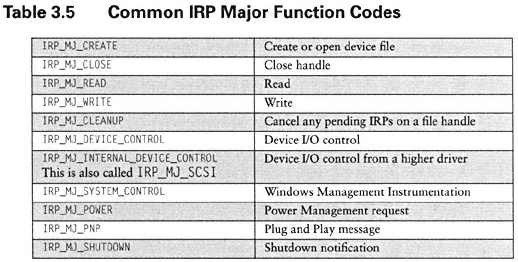 Table 3.5 Common IRP Major Function Codes
IRP_MJ_CREATE Create or open device file
IRP_MJ_CLOSE Close handle
IRP_MJ_READ Read
IRP_MJ_WRITE Write
IRP_MJ_CLEANUP Cancel any pending IRPs on a file handle
IRP_MJ_DEVICE_CONTROL Device I/O control
IRP_MJ_INTERNAL_DEVICE_CONTROL Device I/O control from a higher driver
This is also called IRP_MJ_SCSI
IRP_MJ_SYSTEM_CONTROL Windows Management Instrumentation
IRP_MJ_POWER Power Management request
IRP_MJ_PNP Plug and Play message
IRP_MJ_SHUTDOWN Shutdown notification